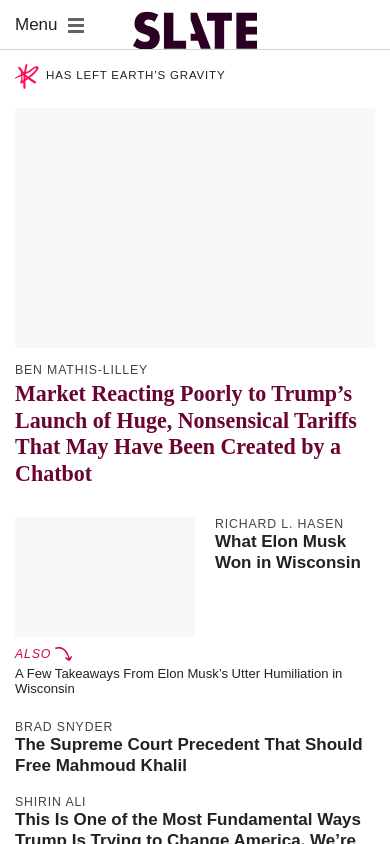 Menu
SLATE
HAS LEFT EARTH'S GRAVITY
BEN MATHIS-LILLEY
Market Reacting Poorly to Trump’s
Launch of Huge, Nonsensical Tariffs
That May Have Been Created by a
Chatbot
RICHARD L. HASEN
What Elon Musk
Won in Wisconsin
ALSO
A Few Takeaways From Elon Musk’s Utter Humiliation in
Wisconsin
BRAD SNYDER
The Supreme Court Precedent That Should
Free Mahmoud Khalil
SHIRIN ALI
This Is One of the Most Fundamental Ways
Trump Is Trying to Change America. We’re